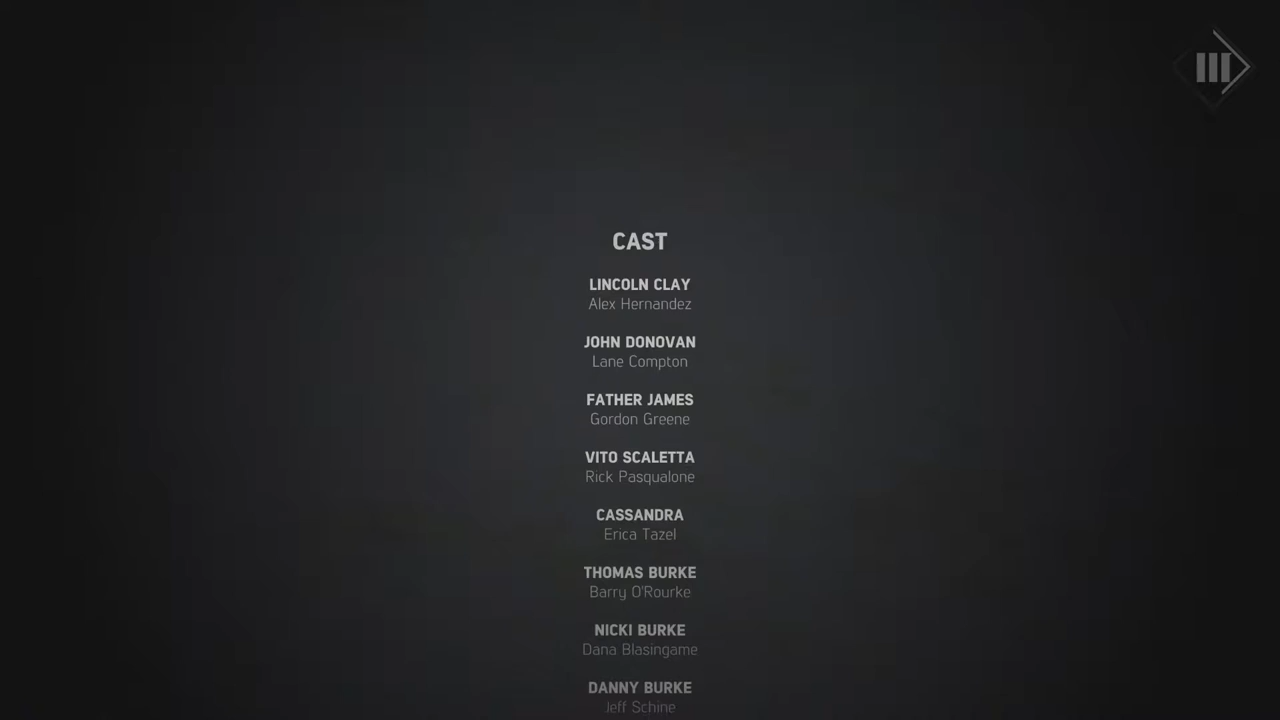 III
CAST
LINCOLN CLAY
Alex Hernandez
JOHN DONOVAN
Lane Compton
FATHER JAMES
Gordon Greene
VITO SCALETTA
Rick Pasqualone
CASSANDRA
Erica Tazel
THOMAS BURKE
Barry O'Rourke
NICKI BURKE
Dana Blasingame
DANNY BURKE
Jeff Schine